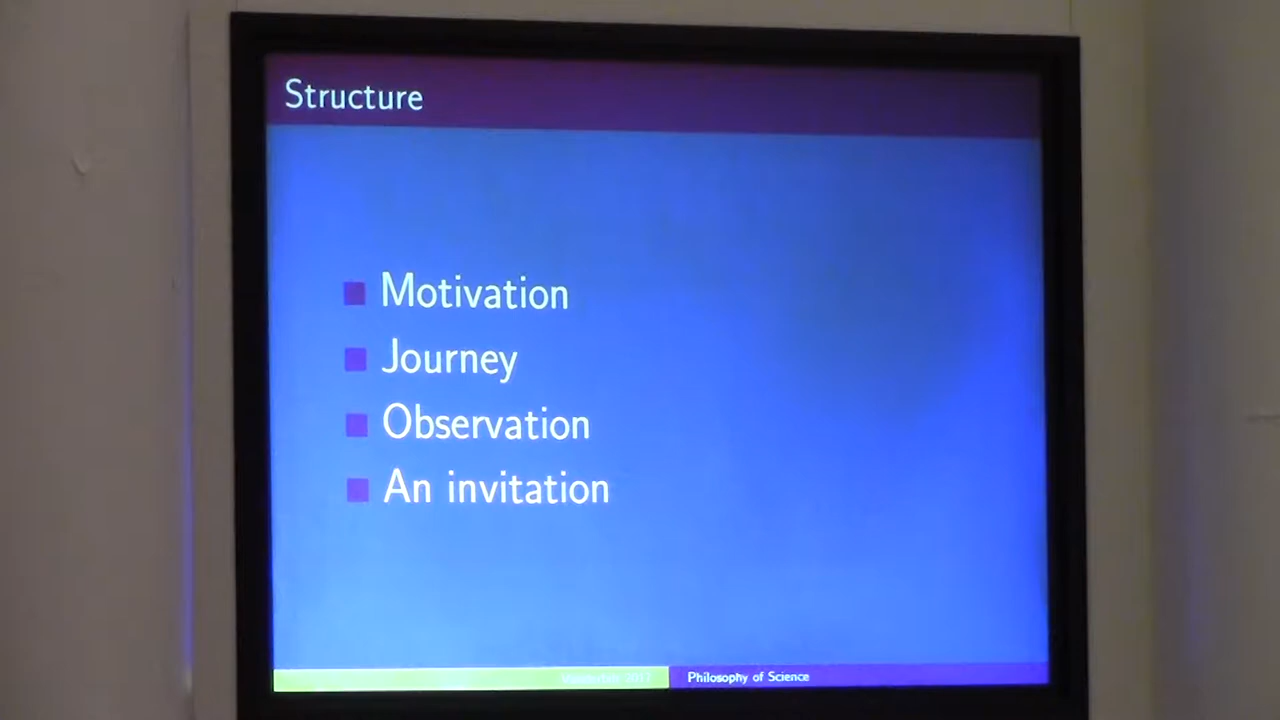 Structure
Motivation
Journey
Observation
An invitation
Philosophy of Science